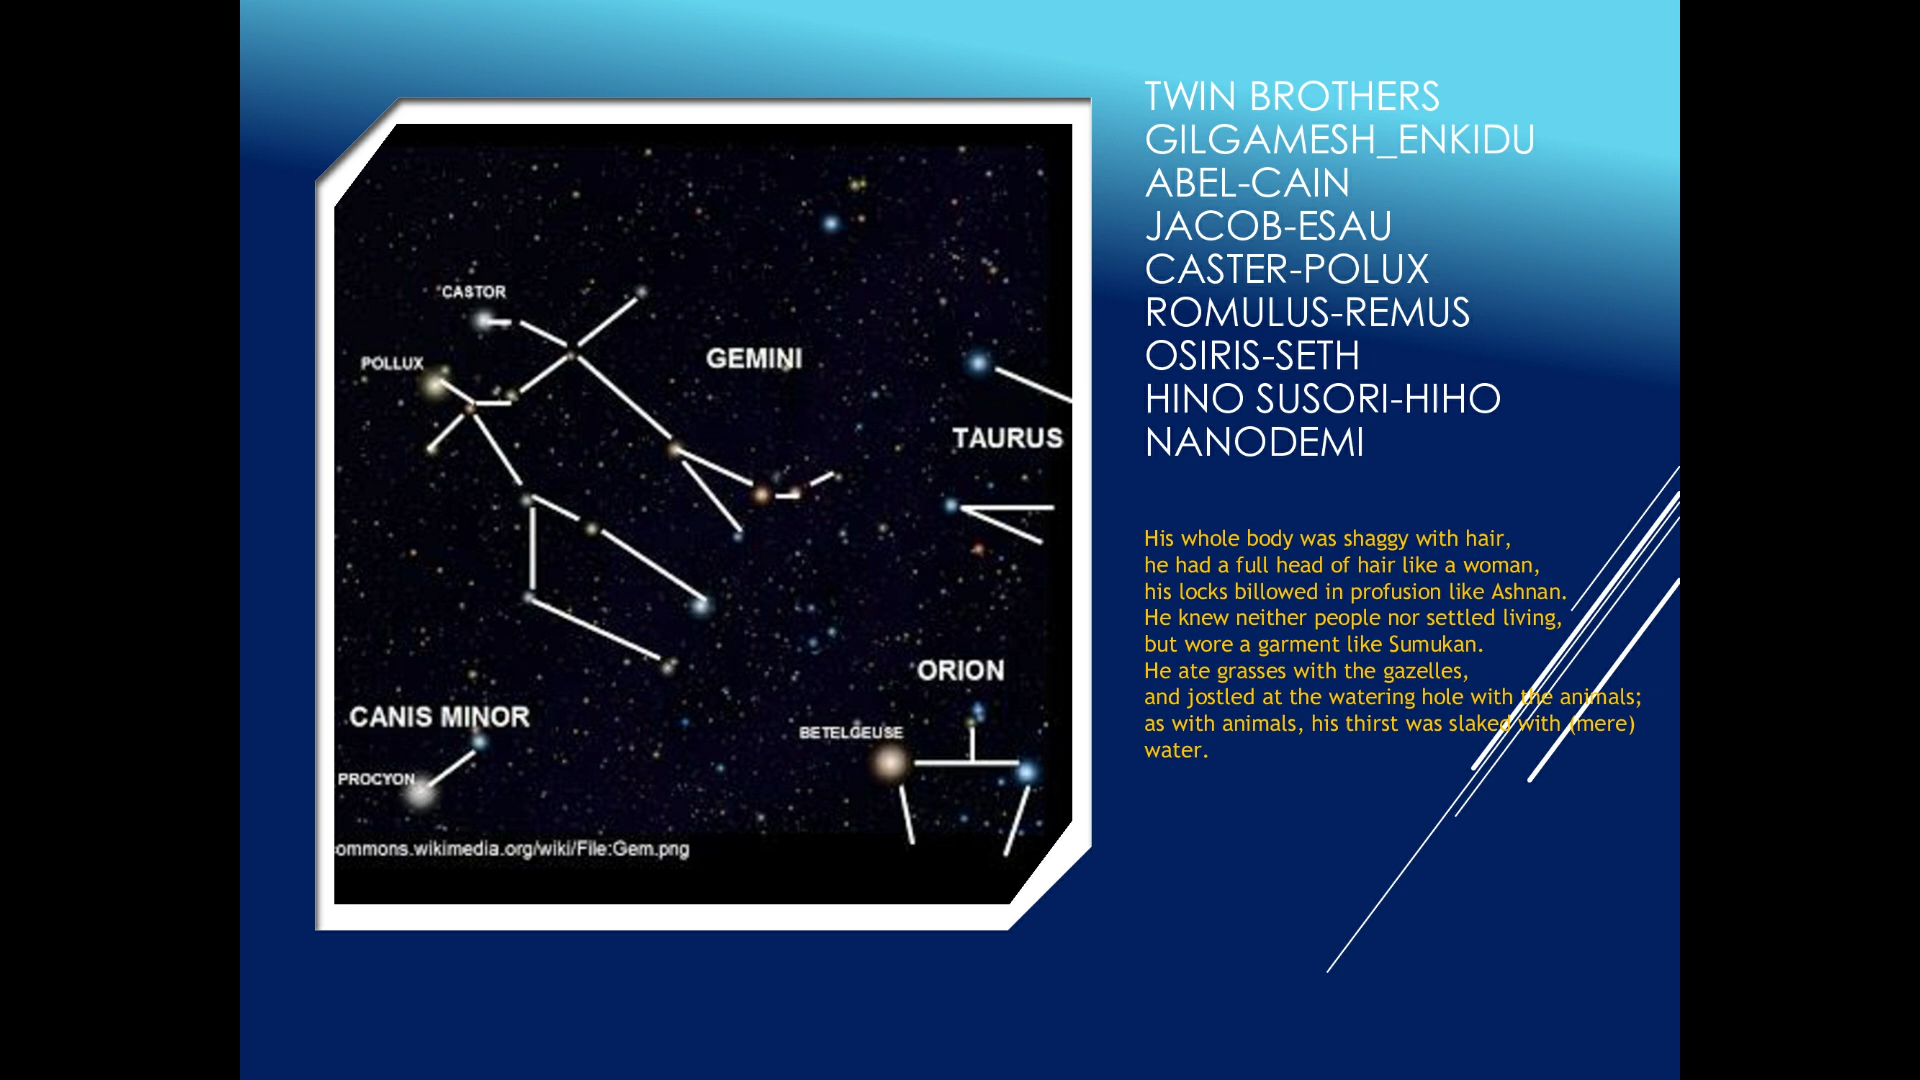 TWIN BROTHERS
GILGAMESH_ENKIDU
ABEL-CAIN
JACOB-ESAU
CASTER-POLUX
ROMULUS-REMUS
OSIRIS-SETH
HINO SUSORI-HIHO
NANODEMI
His whole body was shaggy with hair,
he had a full head of hair like a woman,
his locks billowed in profusion like Ashnan.
He knew neither people nor settled living,
but wore a garment like Sumukan.
He ate grasses with the gazelles,
and jostled at the watering hole with the animals;
as with animals, his thirst was slaked with (mere)
water.
CASTOR
POLLUX
GEMINI
TAURUS
ORION
CANIS MINOR
BETELGEUSE
PROCYON
ommons.wikimedia.org/wiki/File:Gem.png